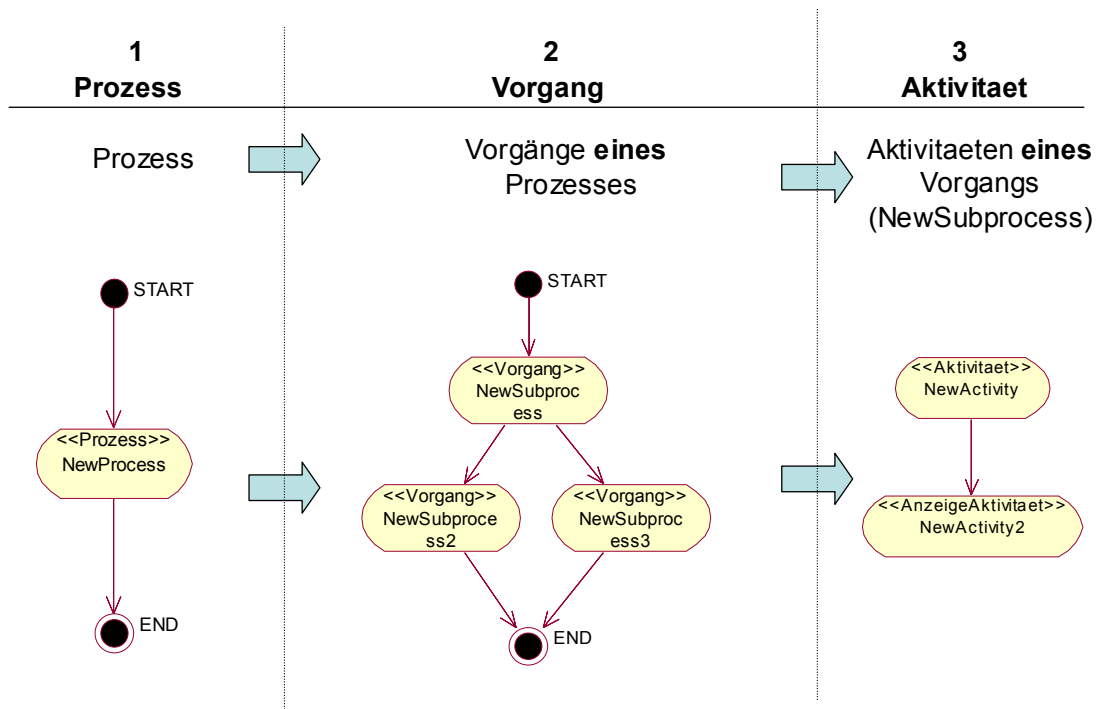 1
Prozess
2
Vorgang
3
Aktivitaet
Prozess
Vorgänge eines
Prozesses
Aktivitaeten eines
Vorgangs
(NewSubprocess)
START
<<Prozess>>
NewProcess
END
START
<<Vorgang>>
NewSubproc
ess
<<Vorgang>>
NewSubproce
ss2
<<Vorgang>>
NewSubproc
ess3
END
<<Aktivitaet>>
NewActivity
<<AnzeigeAktivitaet>>
NewActivity2